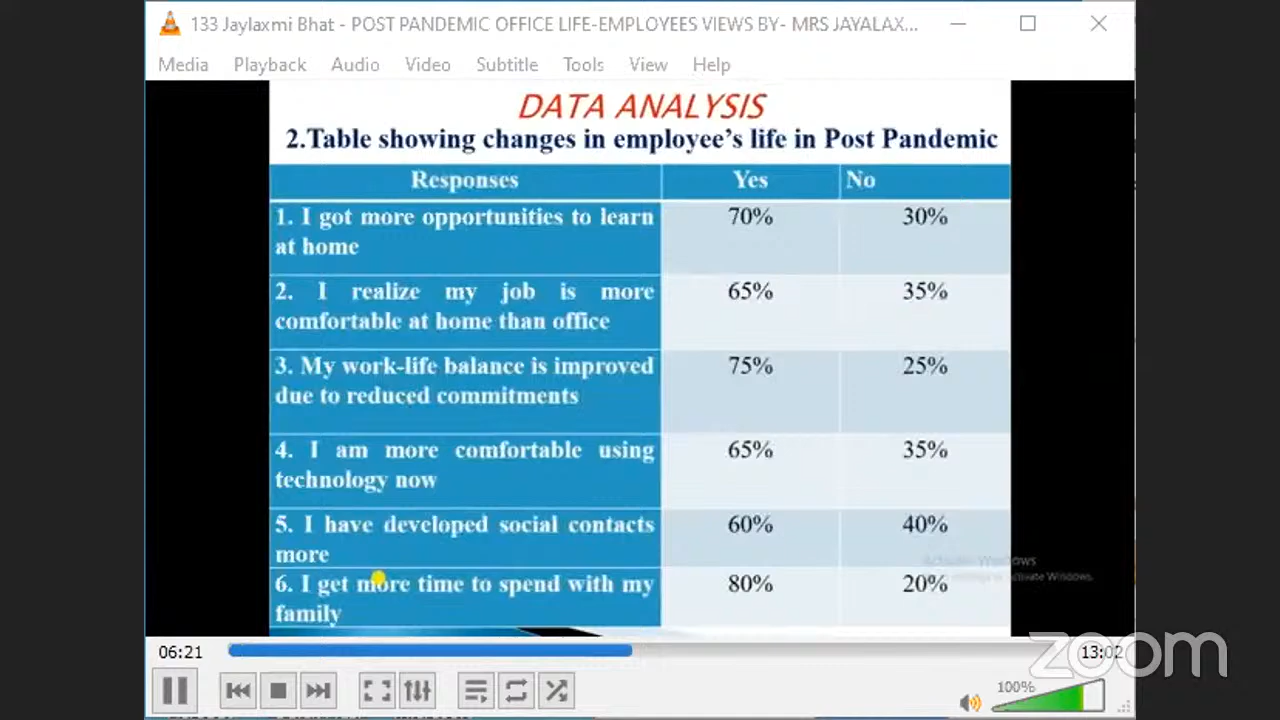 133 Jaylaxmi Bhat - POST PANDEMIC OFFICE LIFE-EMPLOYEES VIEWS BY- MRS JAYALAX...
Media Playback Audio Video Subtitle Tools View Help
DATA ANALYSIS
2.Table showing changes in employee's life in Post Pandemic
Responses Yes No
1. I got more opportunities to learn 70% 30%
at home
2. I realize my job is more 65% 35%
comfortable at home than office
3. My work-life balance is improved 75% 25%
due to reduced commitments
4. I am more comfortable using 65% 35%
technology now
5. I have developed social contacts 60% 40%
more
Activate Windows
6. I get more time to spend with my 80% 20%
Activate Windows.
family
06:21 13:02
zoom
100%